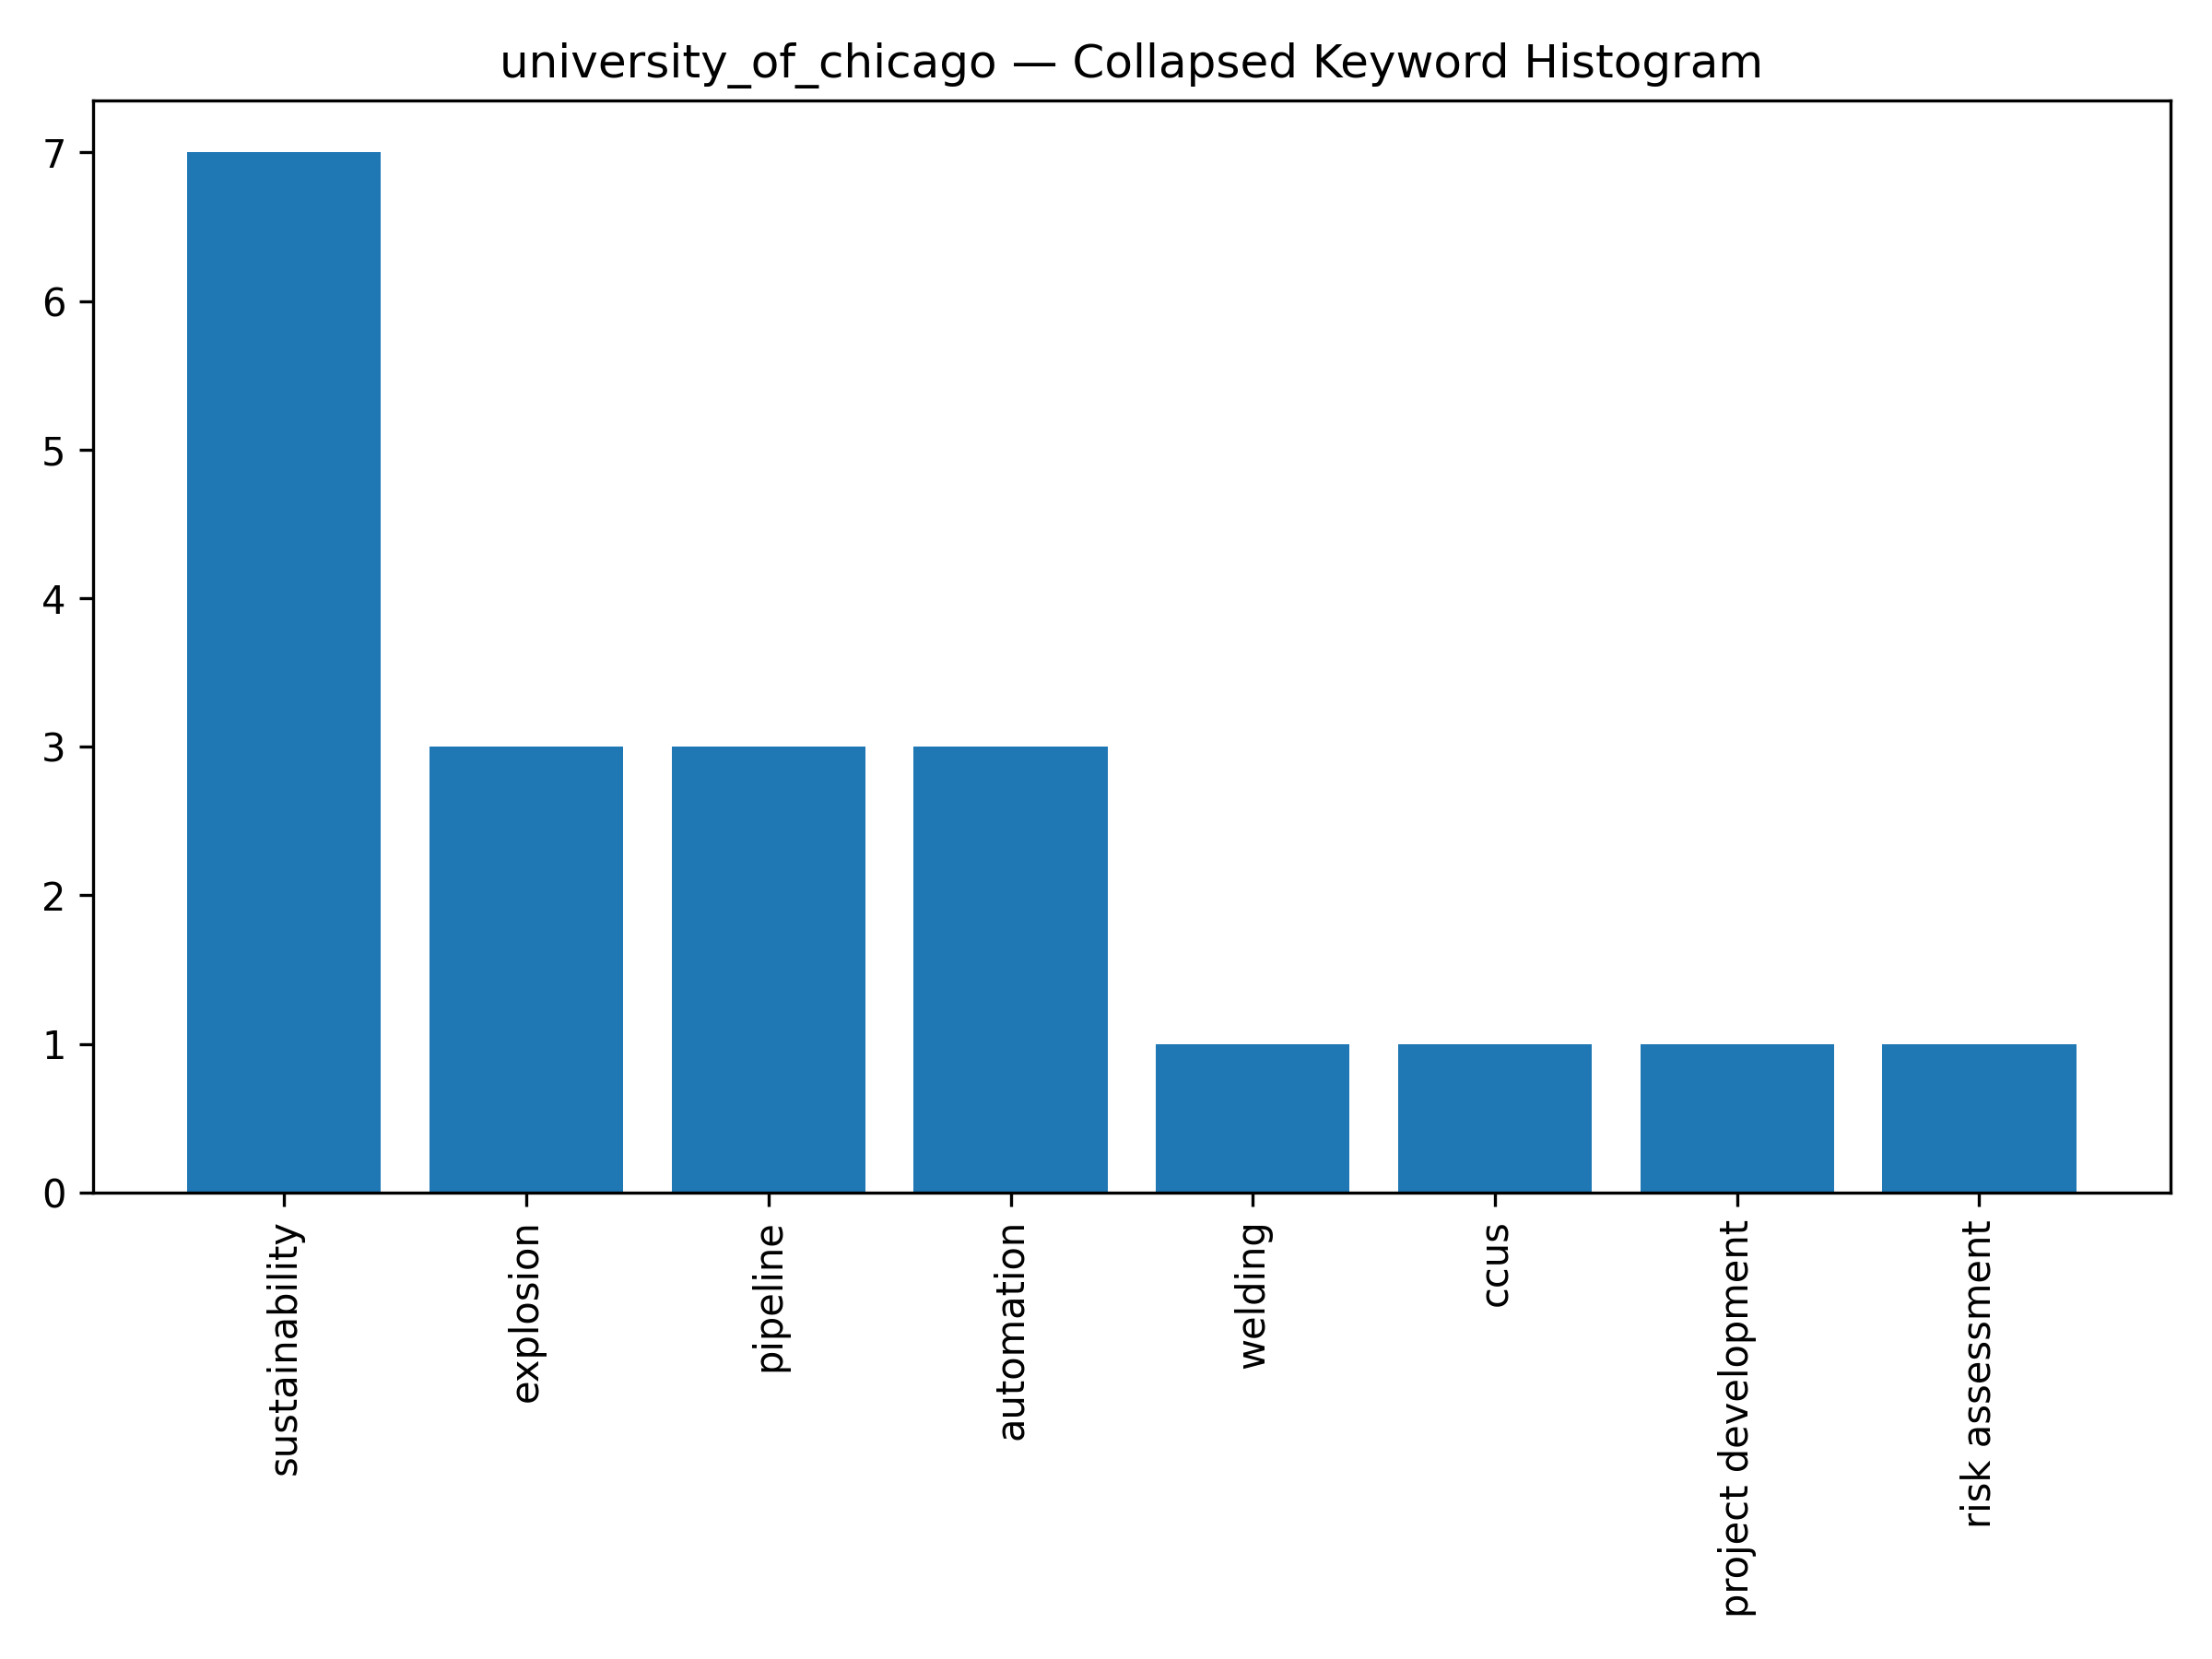 university_of_chicago — Collapsed Keyword Histogram
7
6
5
4
3
2
1
0
sustainability
explosion
pipeline
automation
welding
ccus
project development
risk assessment